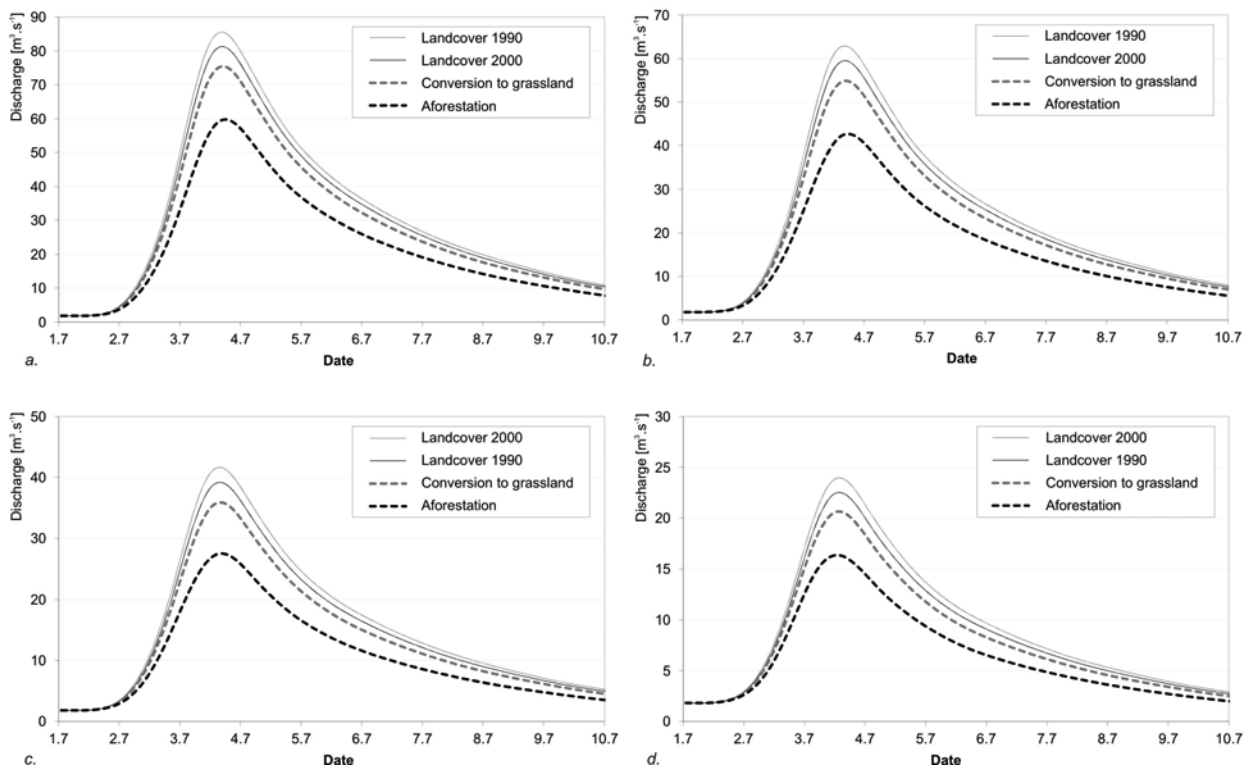 Discharge [m³.s⁻¹]
90
80
70
60
50
40
30
20
10
0
Landcover 1990
Landcover 2000
Conversion to grassland
Aforestation
1.7 2.7 3.7 4.7 5.7 6.7 7.7 8.7 9.7 10.7
a.
Date
Discharge [m³.s⁻¹]
70
60
50
40
30
20
10
0
Landcover 1990
Landcover 2000
Conversion to grassland
Aforestation
1.7 2.7 3.7 4.7 5.7 6.7 7.7 8.7 9.7 10.7
b.
Date
Discharge [m³.s⁻¹]
50
40
30
20
10
0
Landcover 2000
Landcover 1990
Conversion to grassland
Aforestation
1.7 2.7 3.7 4.7 5.7 6.7 7.7 8.7 9.7 10.7
c.
Date
Discharge [m³.s⁻¹]
30
25
20
15
10
5
0
Landcover 2000
Landcover 1990
Conversion to grassland
Aforestation
1.7 2.7 3.7 4.7 5.7 6.7 7.7 8.7 9.7 10.7
d.
Date